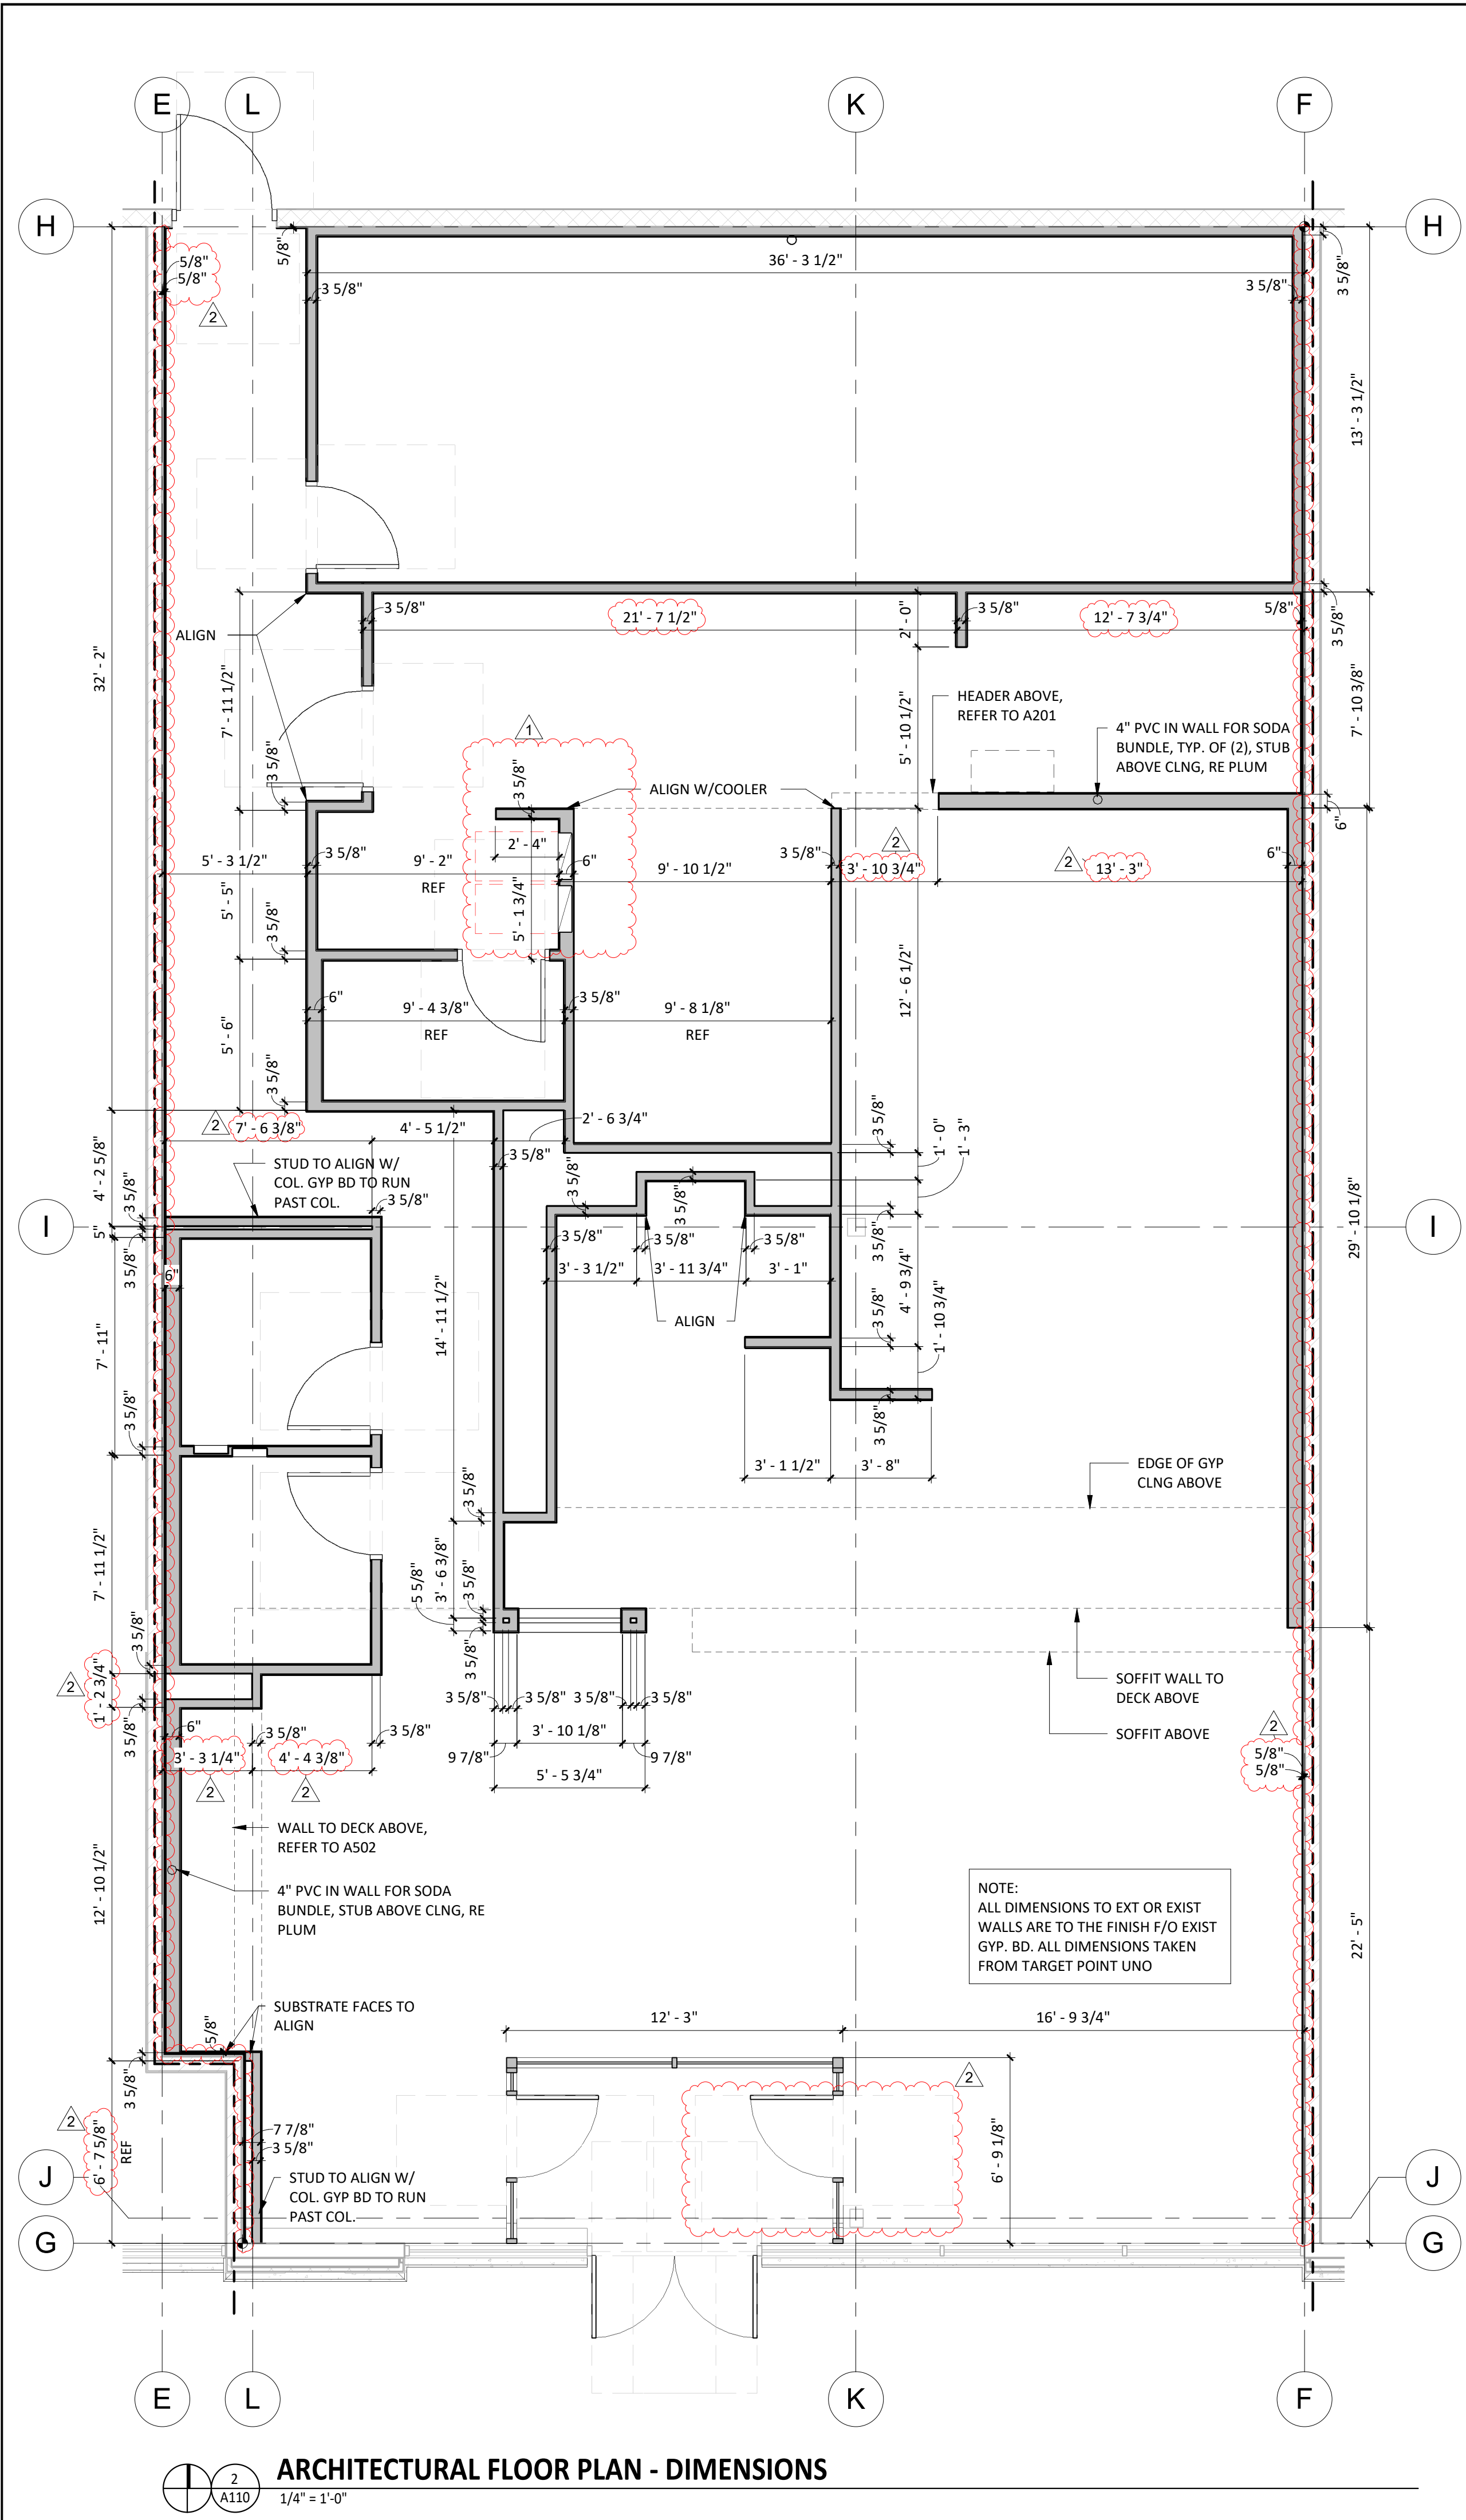 E
L
K
F
H
H
5/8"
5/8"
2
5/8"
3 5/8"
36' - 3 1/2"
3 5/8"
3 5/8"
13' - 3 1/2"
32' - 2"
ALIGN
3 5/8"
21' - 7 1/2"
2' - 0"
3 5/8"
12' - 7 3/4"
5/8"
3 5/8"
7' - 11 1/2"
3 5/8"
1
3 5/8"
ALIGN W/COOLER
5' - 10 1/2"
HEADER ABOVE,
REFER TO A201
4" PVC IN WALL FOR SODA
BUNDLE, TYP. OF (2), STUB
ABOVE CLNG, RE PLUM
7' - 10 3/8"
6"
5' - 3 1/2"
3 5/8"
9' - 2"
REF
2' - 4"
6"
9' - 10 1/2"
3 5/8"
2
3' - 10 3/4"
2
13' - 3"
6"
5' - 5"
3 5/8"
5' - 1 3/4"
12' - 6 1/2"
6"
9' - 4 3/8"
REF
3 5/8"
9' - 8 1/8"
REF
5' - 6"
3 5/8"
2
7' - 6 3/8"
4' - 5 1/2"
2' - 6 3/4"
3 5/8"
3 5/8"
1' - 0"
1' - 3"
4' - 2 5/8"
3 5/8"
STUD TO ALIGN W/
COL. GYP BD TO RUN
PAST COL.
3 5/8"
3 5/8"
3 5/8"
29' - 10 1/8"
I
I
5"
3 5/8"
6"
3 5/8"
3 5/8"
3 5/8"
3 5/8"
3' - 3 1/2"
3' - 11 3/4"
3' - 1"
4' - 9 3/4"
ALIGN
14' - 11 1/2"
7' - 11"
3 5/8"
1' - 10 3/4"
3 5/8"
3 5/8"
3' - 1 1/2"
3' - 8"
EDGE OF GYP
CLNG ABOVE
3 5/8"
7' - 11 1/2"
5 5/8"
3' - 6 3/8"
3 5/8"
3 5/8"
3 5/8"
2
1' - 2 3/4"
3 5/8"
3 5/8"
3 5/8"
3 5/8"
3 5/8"
SOFFIT WALL TO
DECK ABOVE
SOFFIT ABOVE
6"
3 5/8"
3 5/8"
3' - 3 1/4"
4' - 4 3/8"
2
2
3' - 10 1/8"
9 7/8"
9 7/8"
5' - 5 3/4"
2
5/8"
5/8"
WALL TO DECK ABOVE,
REFER TO A502
12' - 10 1/2"
4" PVC IN WALL FOR SODA
BUNDLE, STUB ABOVE CLNG, RE
PLUM
NOTE:
ALL DIMENSIONS TO EXT OR EXIST
WALLS ARE TO THE FINISH F/O EXIST
GYP. BD. ALL DIMENSIONS TAKEN
FROM TARGET POINT UNO
22' - 5"
SUBSTRATE FACES TO
ALIGN
5/8"
12' - 3"
16' - 9 3/4"
3 5/8"
2
2
6' - 7 5/8"
REF
7 7/8"
3 5/8"
6' - 9 1/8"
STUD TO ALIGN W/
COL. GYP BD TO RUN
PAST COL.
J
J
G
G
E
L
K
F
2
A110
ARCHITECTURAL FLOOR PLAN - DIMENSIONS
1/4" = 1'-0"